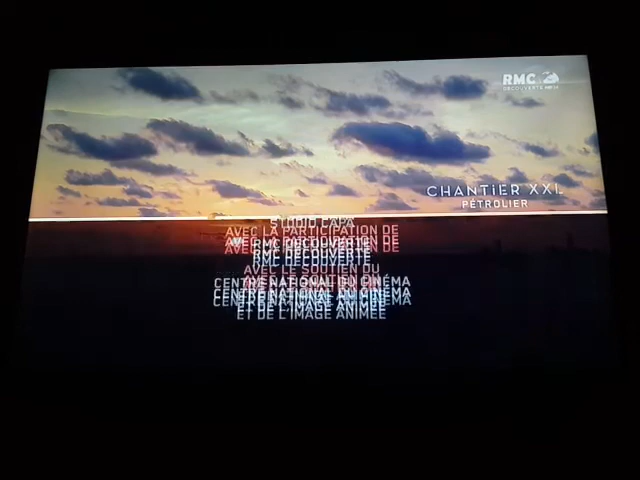 RMC
DECOUVERTE
CHANTIER XXL
PÉTROLIER
STUDIO CAPA
AVEC LA PARTICIPATION DE
RMC DÉCOUVERTE
AVEC LE SOUTIEN DU
CENTRE NATIONAL DU CINÉMA
ET DE L'IMAGE ANIMÉE